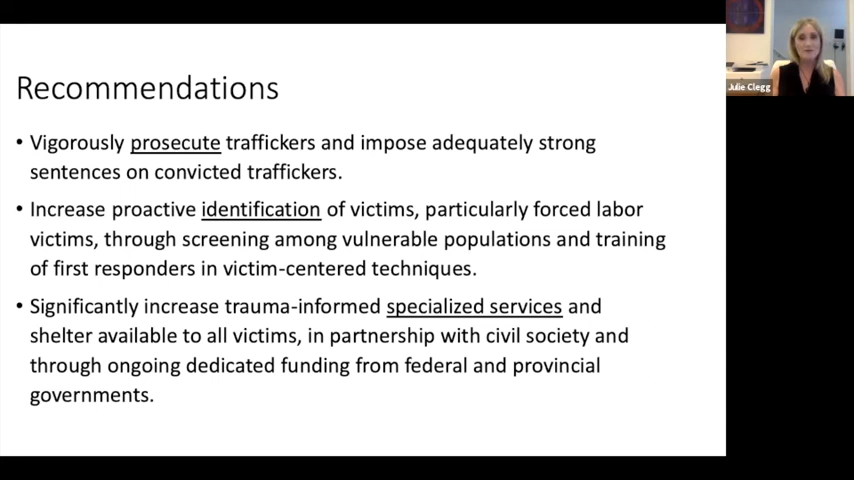 Recommendations
• Vigorously prosecute traffickers and impose adequately strong
sentences on convicted traffickers.
• Increase proactive identification of victims, particularly forced labor
victims, through screening among vulnerable populations and training
of first responders in victim-centered techniques.
• Significantly increase trauma-informed specialized services and
shelter available to all victims, in partnership with civil society and
through ongoing dedicated funding from federal and provincial
governments.
Julie Clegg